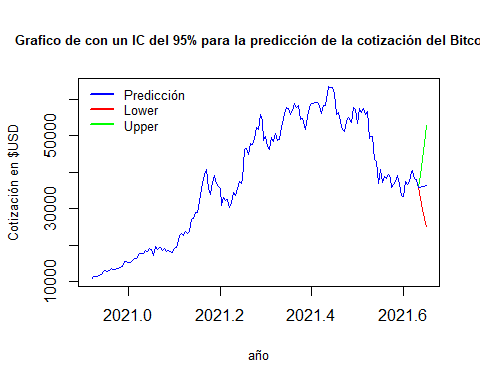 Grafico de con un IC del 95% para la predicción de la cotización del Bitco
Predicción
Lower
Upper
Cotización en $USD
50000
30000
10000
2021.0 2021.2 2021.4 2021.6
año